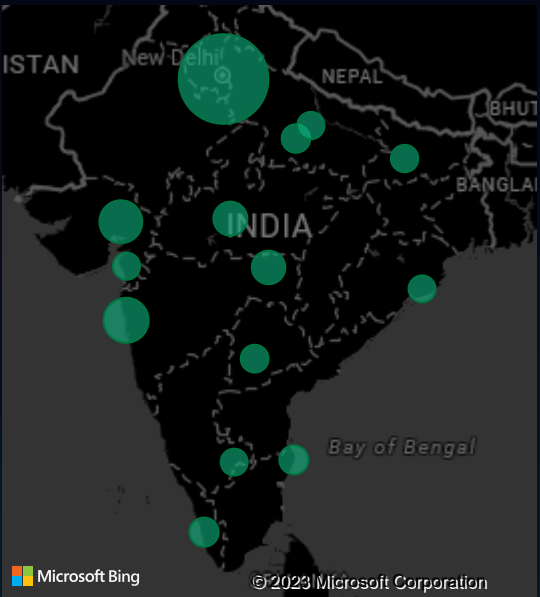 New Delhi
ISTAN
NEPAL
BHUT
BANGLA
INDIA
Bay of Bengal
Microsoft Bing
© 2023 Microsoft Corporation